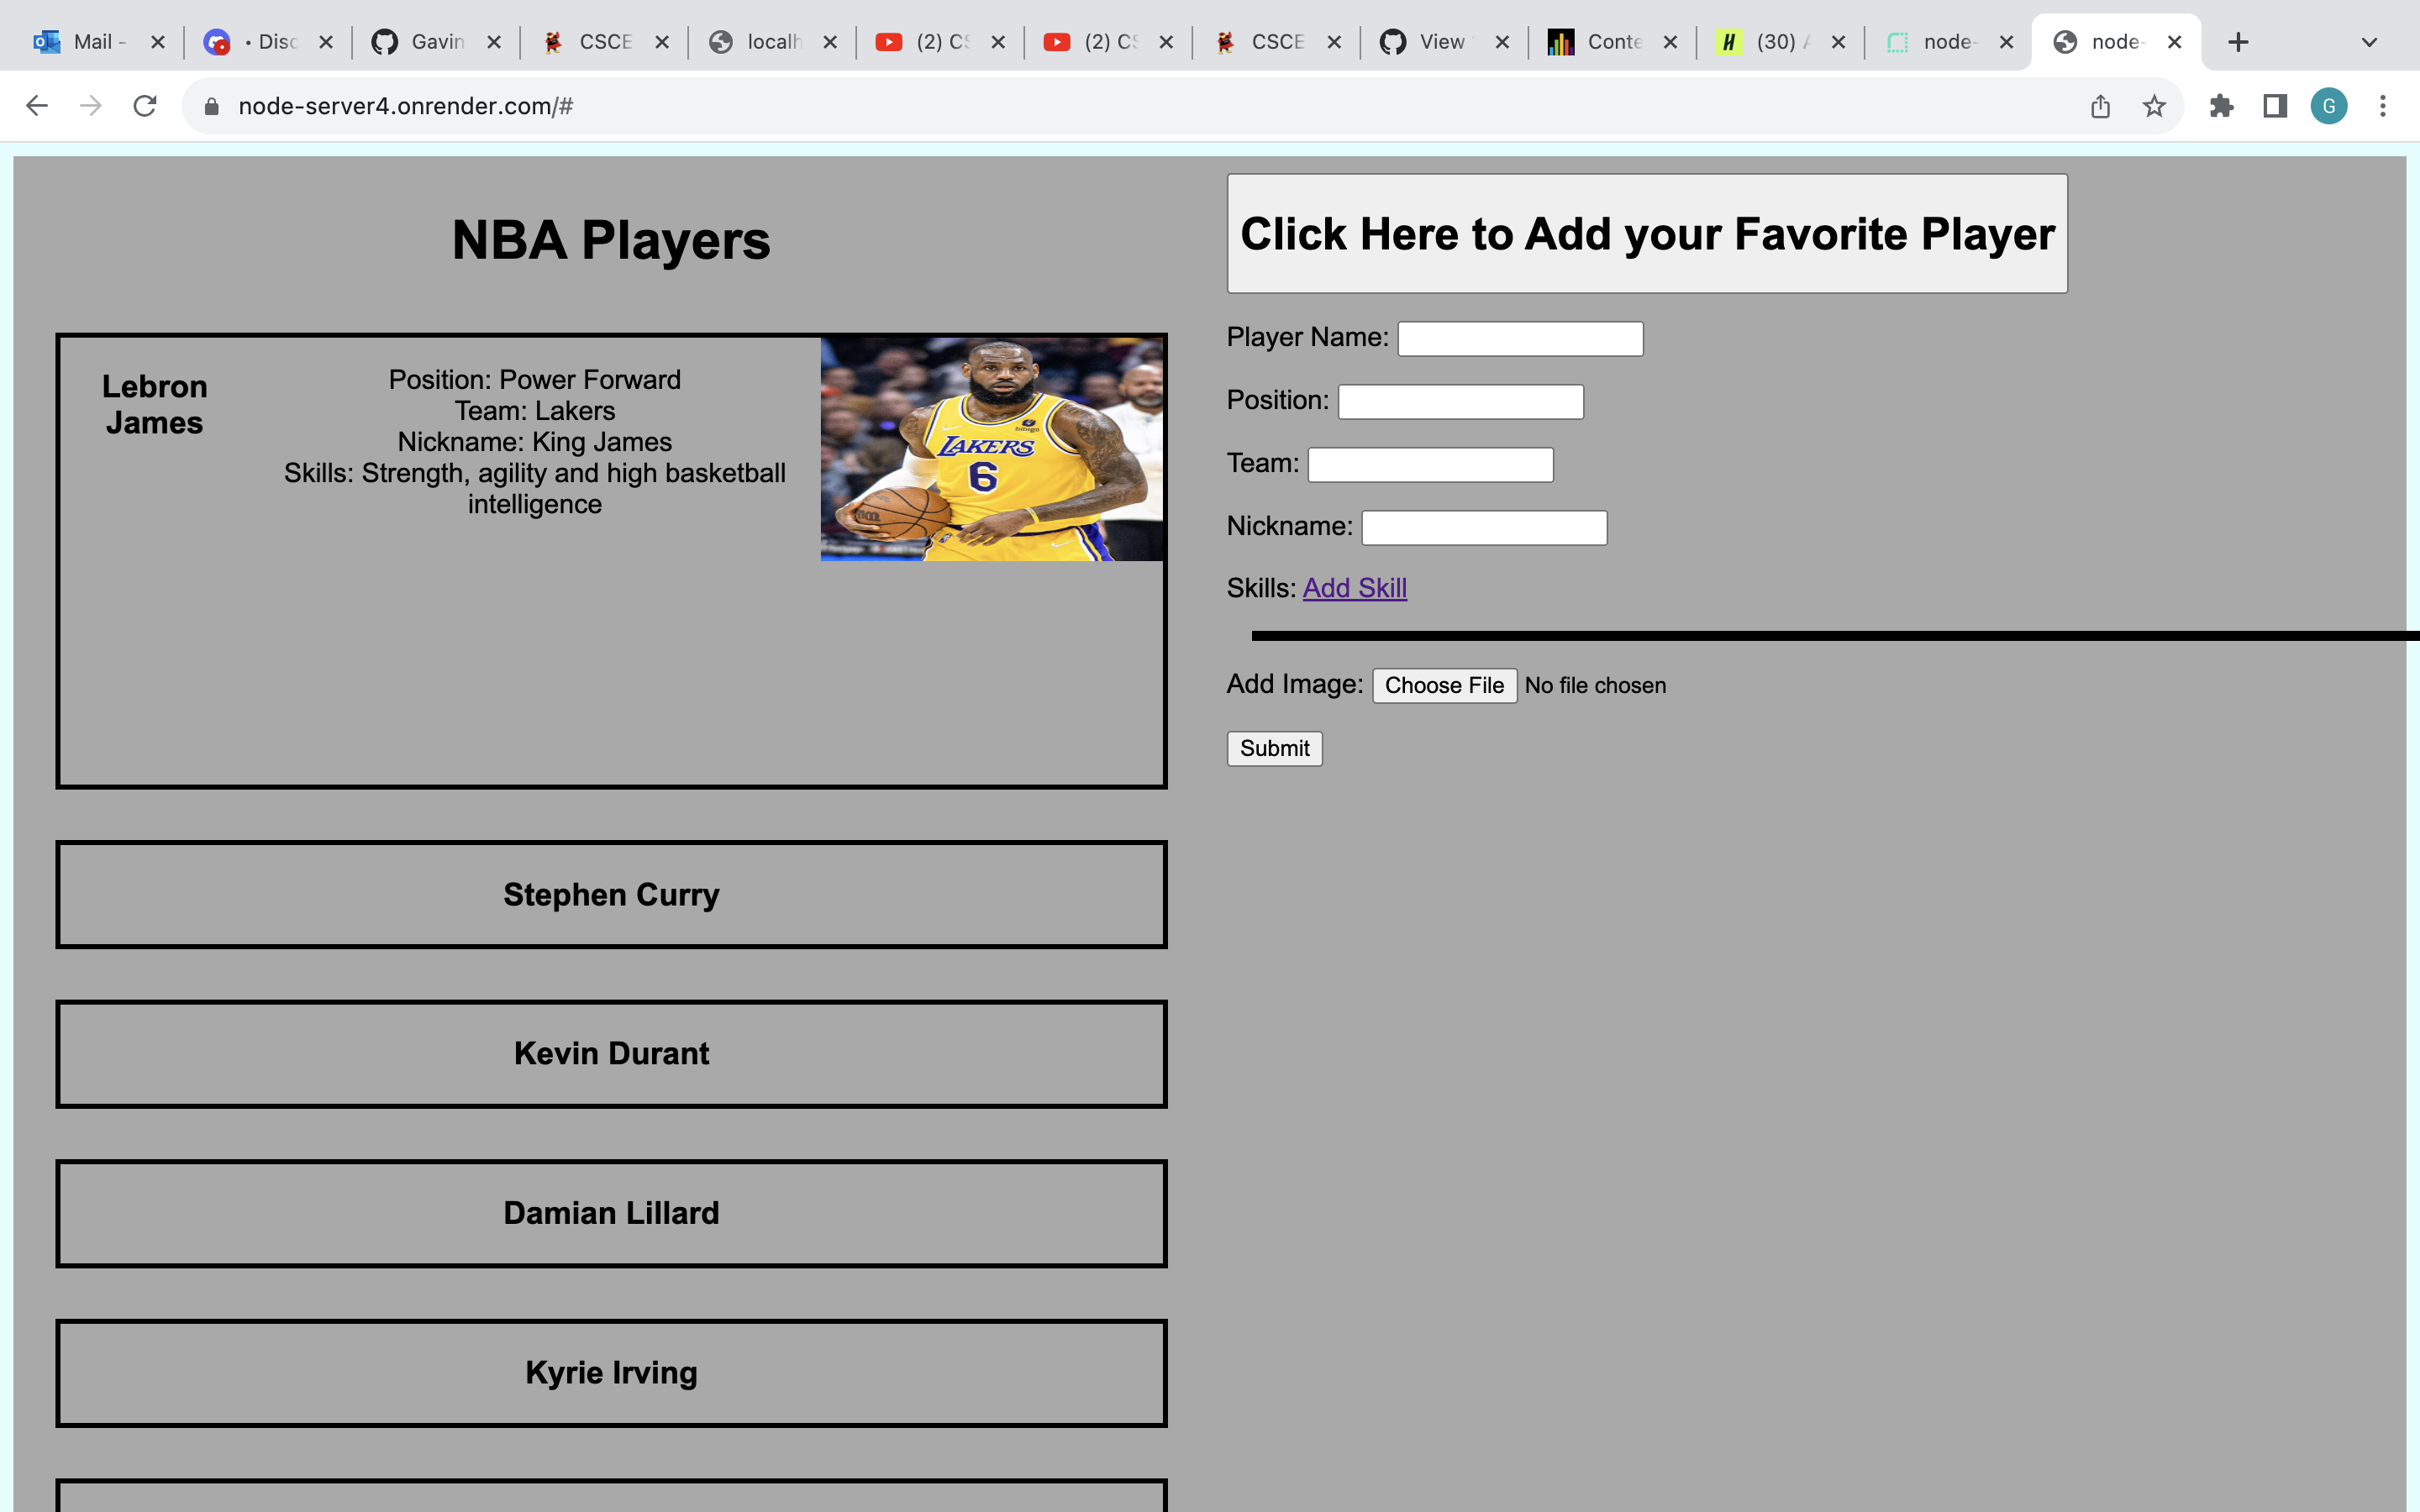 Mail -
• Disc
Gavin
CSCE
localh
(2) CS
(2) CS
CSCE
View
Conte
(30)
node-
node-
node-server4.onrender.com/#
G
NBA Players
Lebron
James
Position: Power Forward
Team: Lakers
Nickname: King James
Skills: Strength, agility and high basketball
intelligence
bibigo
LAKERS
6
Stephen Curry
Kevin Durant
Damian Lillard
Kyrie Irving
Click Here to Add your Favorite Player
Player Name:
Position:
Team:
Nickname:
Skills: Add Skill
Add Image: Choose File No file chosen
Submit